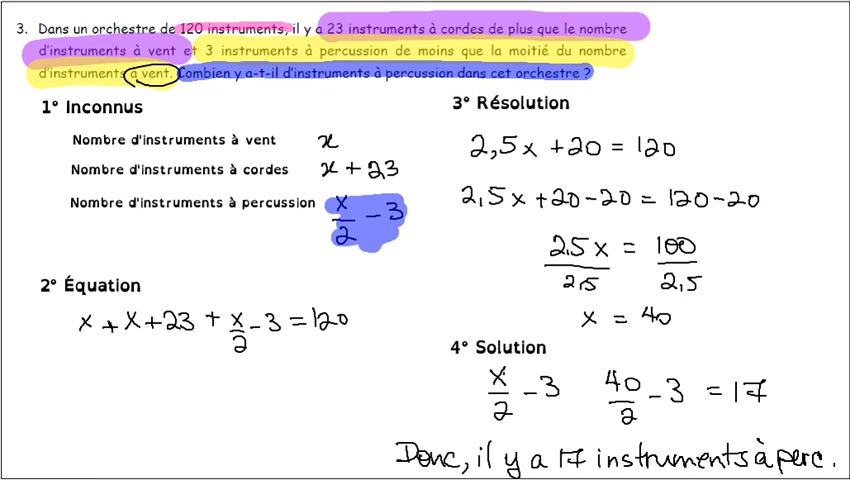 3. Dans un orchestre de 120 instruments, il y a 23 instruments à cordes de plus que le nombre
d'instruments à vent et 3 instruments à percussion de moins que la moitié du nombre
d'instruments à vent. Combien y a-t-il d'instruments à percussion dans cet orchestre ?
1° Inconnus
Nombre d'instruments à vent x
Nombre d'instruments à cordes x + 23
Nombre d'instruments à percussion x/2 - 3
2° Équation
x + x + 23 + x/2 - 3 = 120
3° Résolution
2,5x + 20 = 120
2,5x + 20 - 20 = 120 - 20
2,5x/2,5 = 100/2,5
x = 40
4° Solution
x/2 - 3 40/2 - 3 = 17
Donc, il y a 17 instruments à perc.